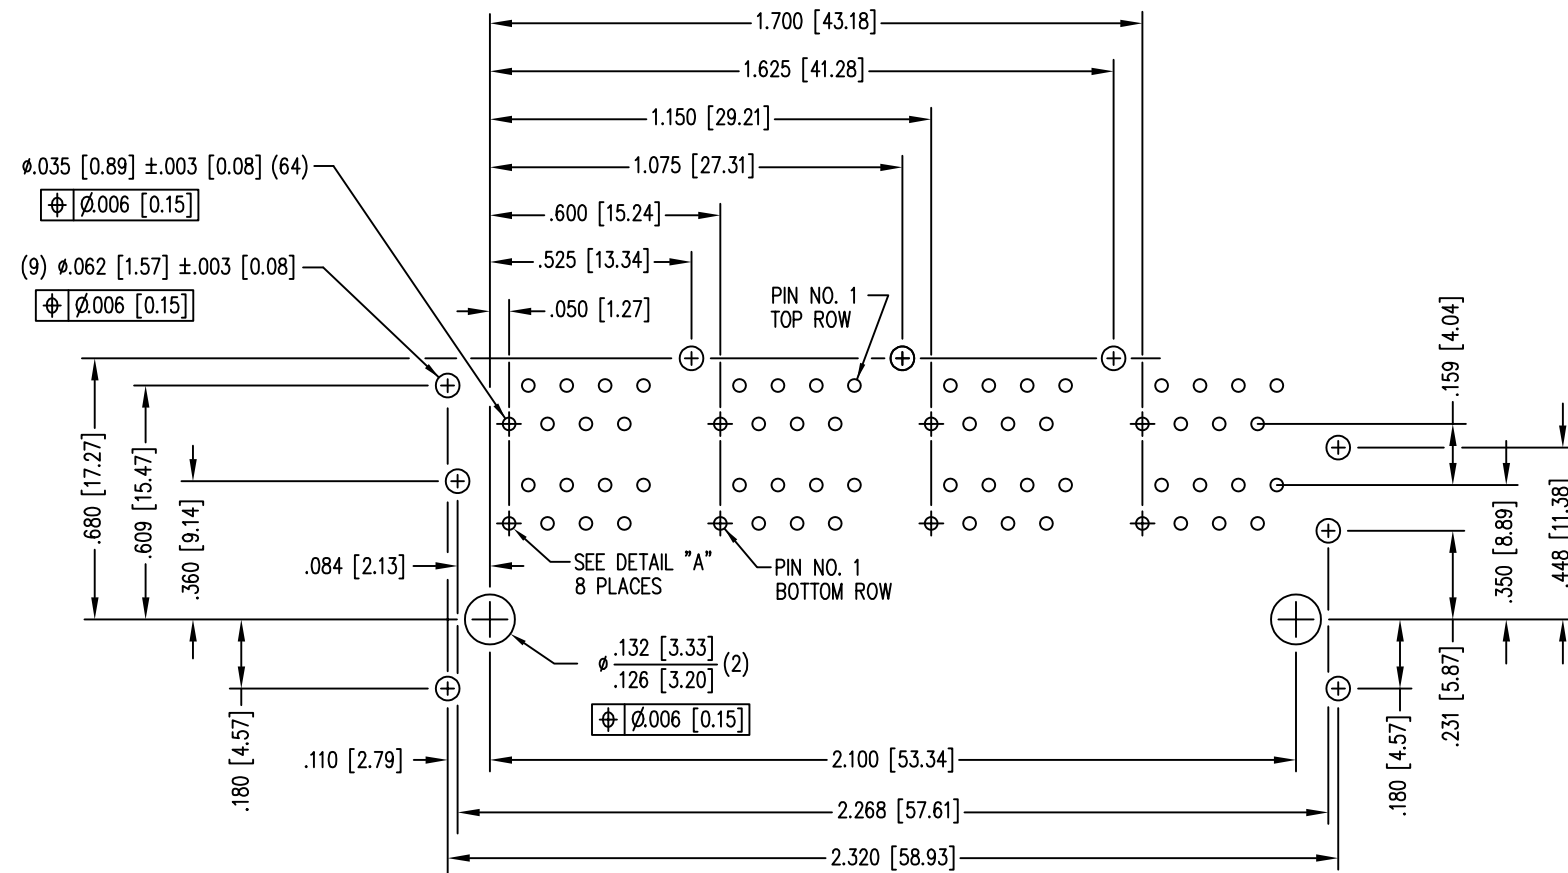 1.700 [43.18]
1.625 [41.28]
1.150 [29.21]
1.075 [27.31]
ø.035 [0.89] ±.003 [0.08] (64)
⌖ Ø.006 [0.15]
.600 [15.24]
.525 [13.34]
(9) ø.062 [1.57] ±.003 [0.08]
⌖ Ø.006 [0.15]
.050 [1.27]
PIN NO. 1
TOP ROW
.159 [4.04]
.680 [17.27]
.609 [15.47]
.360 [9.14]
.084 [2.13]
SEE DETAIL "A"
8 PLACES
PIN NO. 1
BOTTOM ROW
.350 [8.89]
.448 [11.38]
ø .132 [3.33]
.126 [3.20] (2)
⌖ Ø.006 [0.15]
.231 [5.87]
.180 [4.57]
.110 [2.79]
2.100 [53.34]
.180 [4.57]
2.268 [57.61]
2.320 [58.93]